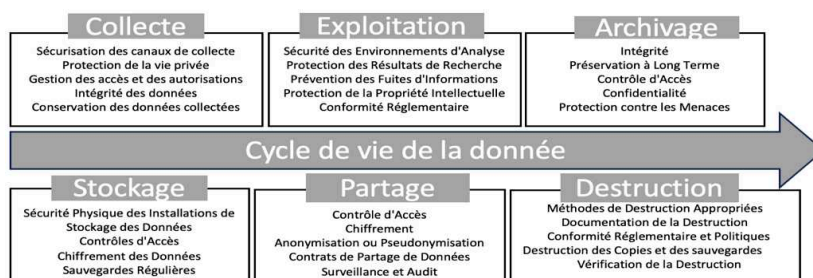 Collecte
Sécurisation des canaux de collecte
Protection de la vie privée
Gestion des accès et des autorisations
Intégrité des données
Conservation des données collectées
Exploitation
Sécurité des Environnements d'Analyse
Protection des Résultats de Recherche
Prévention des Fuites d'Informations
Protection de la Propriété Intellectuelle
Conformité Réglementaire
Archivage
Intégrité
Préservation à Long Terme
Contrôle d'Accès
Confidentialité
Protection contre les Menaces
Cycle de vie de la donnée
Stockage
Sécurité Physique des Installations de
Stockage des Données
Contrôles d'Accès
Chiffrement des Données
Sauvegardes Régulières
Partage
Contrôle d'Accès
Chiffrement
Anonymisation ou Pseudonymisation
Contrats de Partage de Données
Surveillance et Audit
Destruction
Méthodes de Destruction Appropriées
Documentation de la Destruction
Conformité Réglementaire et Politiques
Destruction des Copies et des sauvegardes
Vérification de la Destruction